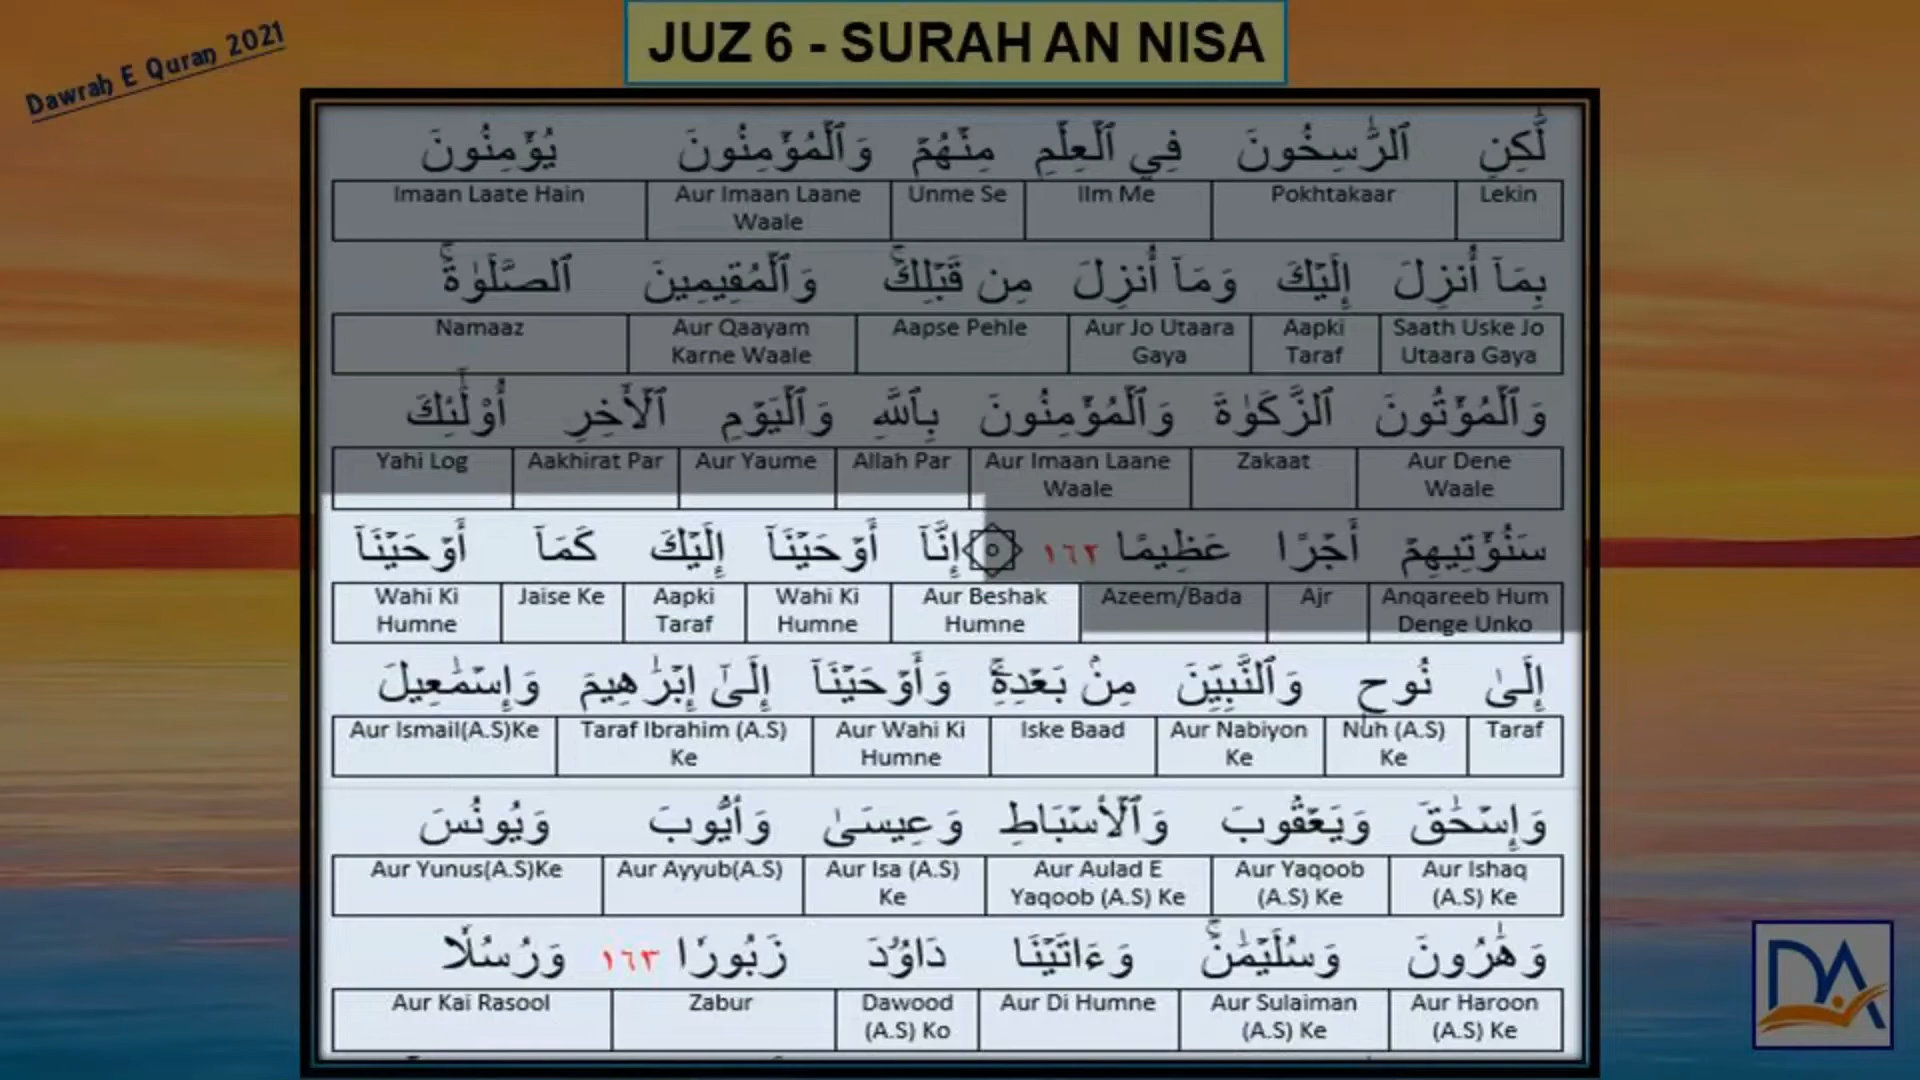 Dawrah E Quran 2021
JUZ 6 - SURAH AN NISA
لَّٰكِنِ ٱلرَّٰسِخُونَ فِي ٱلۡعِلۡمِ مِنۡهُمۡ وَٱلۡمُؤۡمِنُونَ يُؤۡمِنُونَ
Lekin Pokhtakaar Ilm Me Unme Se Aur Imaan Laane Waale Imaan Laate Hain
بِمَآ أُنزِلَ إِلَيۡكَ وَمَآ أُنزِلَ مِن قَبۡلِكَۚ وَٱلۡمُقِيمِينَ ٱلصَّلَوٰةَۚ
Saath Uske Jo Utaara Gaya Aapki Taraf Aur Jo Utaara Gaya Aapse Pehle Aur Qaayam Karne Waale Namaaz
وَٱلۡمُؤۡتُونَ ٱلزَّكَوٰةَ وَٱلۡمُؤۡمِنُونَ بِٱللَّهِ وَٱلۡيَوۡمِ ٱلۡأٓخِرِ أُوْلَٰٓئِكَ
Aur Dene Waale Zakaat Aur Imaan Laane Waale Allah Par Aur Yaume Aakhirat Par Yahi Log
سَنُؤۡتِيهِمۡ أَجۡرًا عَظِيمًا ١٦٢ ۞إِنَّآ أَوۡحَيۡنَآ إِلَيۡكَ كَمَآ أَوۡحَيۡنَآ
Anqareeb Hum Denge Unko Ajr Azeem/Bada Aur Beshak Humne Wahi Ki Humne Aapki Taraf Jaise Ke Wahi Ki Humne
إِلَىٰ نُوحٖ وَٱلنَّبِيِّـۧنَ مِنۢ بَعۡدِهِۦۚ وَأَوۡحَيۡنَآ إِلَىٰٓ إِبۡرَٰهِيمَ وَإِسۡمَٰعِيلَ
Taraf Nuh (A.S) Ke Aur Nabiyon Ke Iske Baad Aur Wahi Ki Humne Taraf Ibrahim (A.S) Ke Aur Ismail(A.S)Ke
وَإِسۡحَٰقَ وَيَعۡقُوبَ وَٱلۡأَسۡبَاطِ وَعِيسَىٰ وَأَيُّوبَ وَيُونُسَ
Aur Ishaq (A.S) Ke Aur Yaqoob (A.S) Ke Aur Aulad E Yaqoob (A.S) Ke Aur Isa (A.S) Ke Aur Ayyub(A.S) Aur Yunus(A.S)Ke
وَهَٰرُونَ وَسُلَيۡمَٰنَۚ وَءَاتَيۡنَا دَاوُۥدَ زَبُورٗا ١٦٣ وَرُسُلٗا
Aur Haroon (A.S) Ke Aur Sulaiman (A.S) Ke Aur Di Humne Dawood (A.S) Ko Zabur Aur Kai Rasool
DA